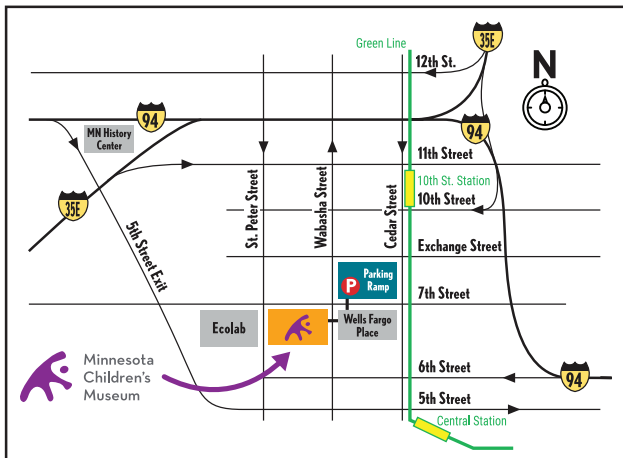 Green Line
35E
12th St.
N
94
MN History
Center
94
11th Street
10th St. Station
10th Street
35E
5th Street Exit
St. Peter Street
Wabasha Street
Cedar Street
Exchange Street
P
Parking
Ramp
7th Street
Ecolab
Wells Fargo
Place
Minnesota
Children's
Museum
6th Street
94
5th Street
Central Station